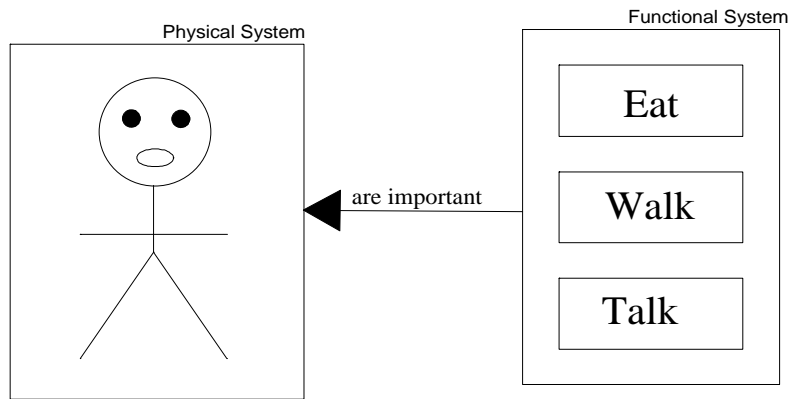 Physical System
Functional System
Eat
Walk
Talk
are important